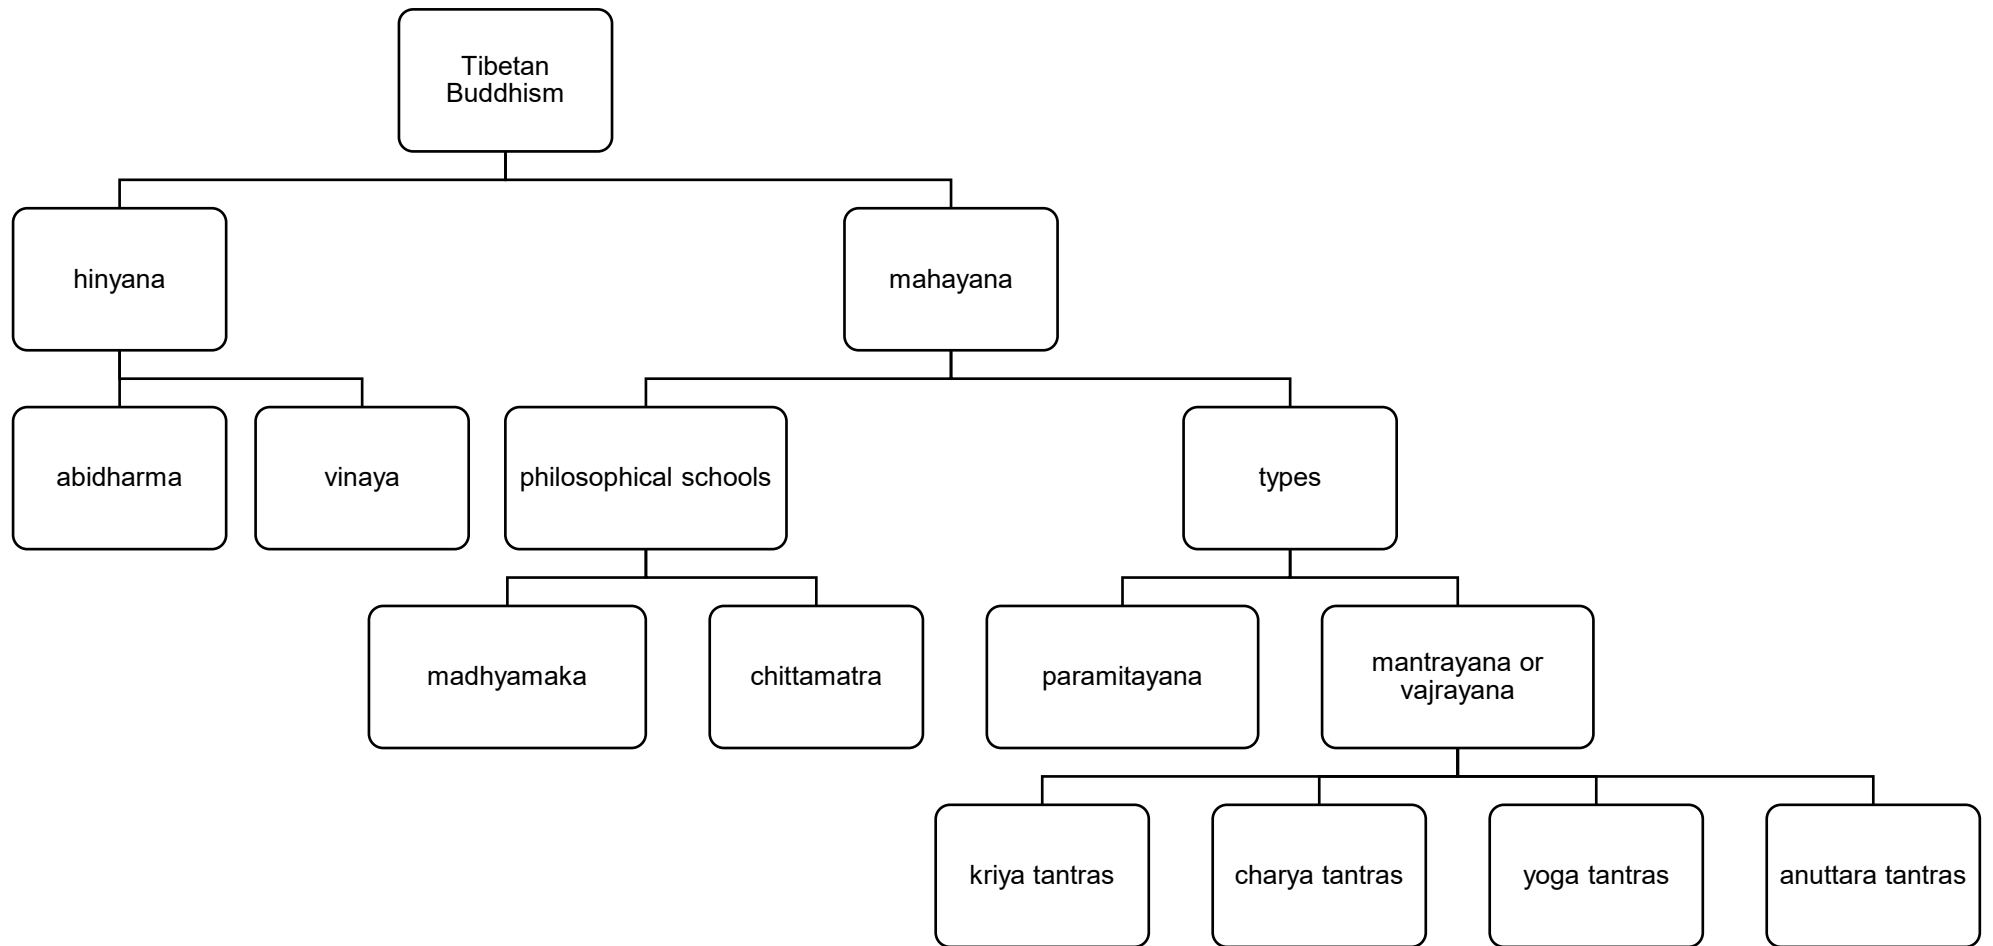 Tibetan
Buddhism
hinyana
mahayana
abidharma
vinaya
philosophical schools
types
madhyamaka
chittamatra
paramitayana
mantrayana or
vajrayana
kriya tantras
charya tantras
yoga tantras
anuttara tantras